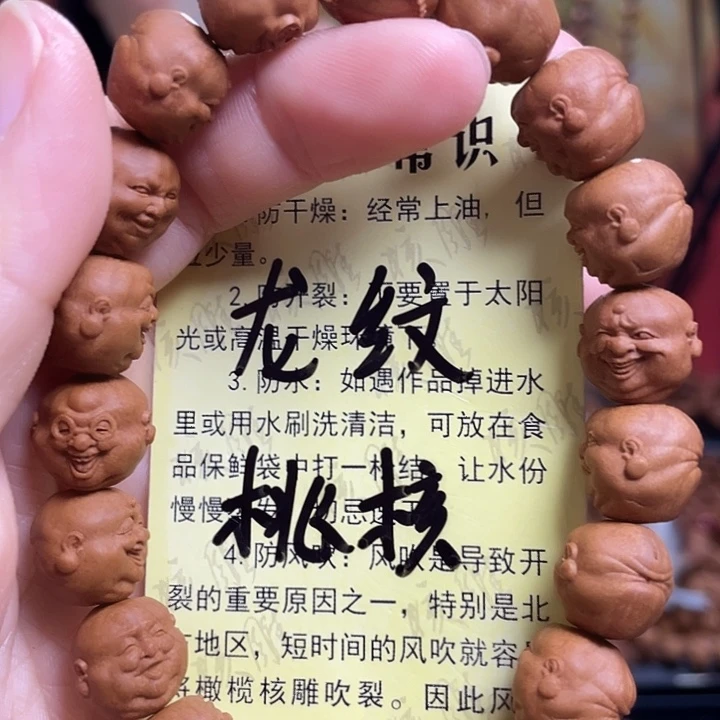 常识
防干燥：经常上油，但
少量。
2. 防开裂：不要置于太阳
光或高温干燥环境
3. 防水：如遇作品掉进水
里或用水刷洗清洁，可放在食
品保鲜袋中打一 结，让水份
慢慢
4. 防风吹：风吹是导致开
裂的重要原因之一，特别是北
方地区，短时间的风吹就容
将橄榄核雕吹裂。因此风
龙纹
桃核